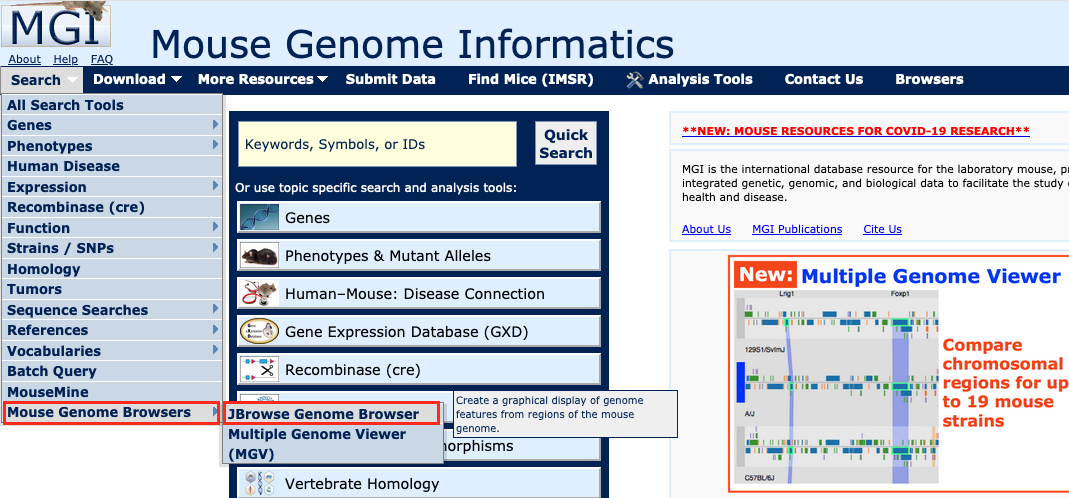 MGI
Mouse Genome Informatics
About Help FAQ
Search Download More Resources Submit Data Find Mice (IMSR) Analysis Tools Contact Us Browsers
All Search Tools
Genes
Phenotypes
Human Disease
Expression
Recombinase (cre)
Function
Strains / SNPs
Homology
Tumors
Sequence Searches
References
Vocabularies
Batch Query
MouseMine
Mouse Genome Browsers
JBrowse Genome Browser
Multiple Genome Viewer
(MGV)
Create a graphical display of genome
features from regions of the mouse
genome.
Keywords, Symbols, or IDs
Quick
Search
Or use topic specific search and analysis tools:
Genes
Phenotypes & Mutant Alleles
Human–Mouse: Disease Connection
Gene Expression Database (GXD)
Recombinase (cre)
morphisms
Vertebrate Homology
**NEW: MOUSE RESOURCES FOR COVID-19 RESEARCH**
MGI is the international database resource for the laboratory mouse, p
integrated genetic, genomic, and biological data to facilitate the study
health and disease.
About Us MGI Publications Cite Us
New: Multiple Genome Viewer
Lrig1 Foxp1
129S1/SvImJ
A/J
C57BL/6J
Compare
chromosomal
regions for up
to 19 mouse
strains